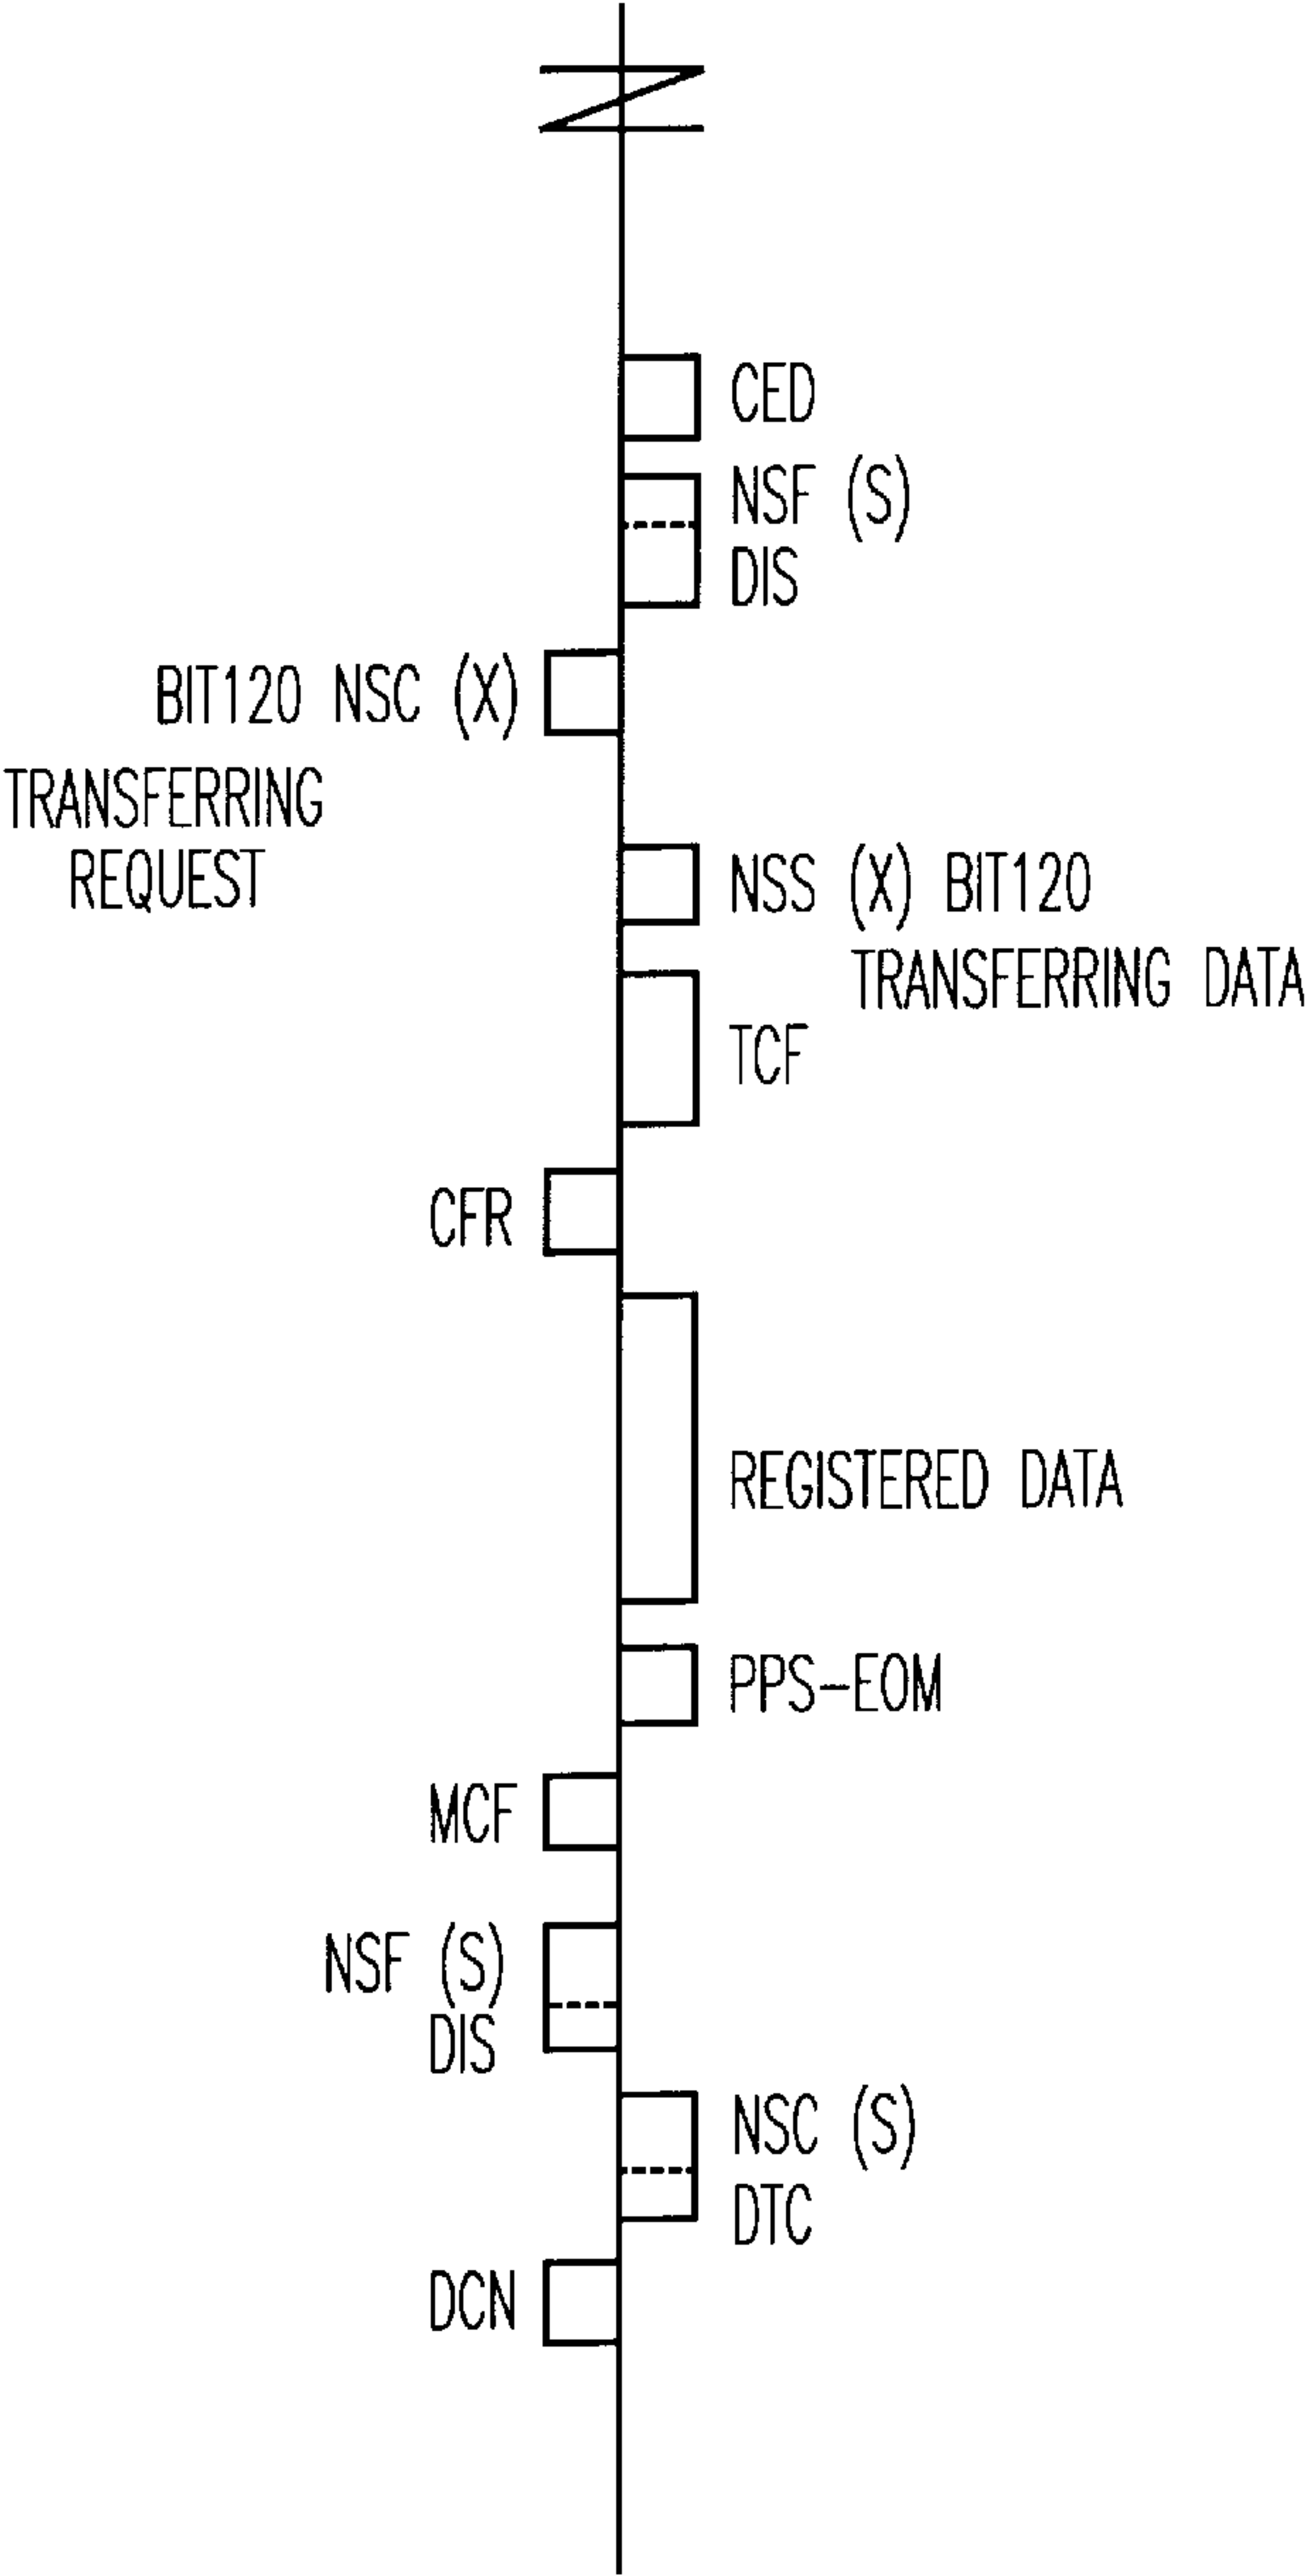 CED
NSF (S)
DIS
BIT120 NSC (X)
TRANSFERRING
REQUEST
NSS (X) BIT120
TRANSFERRING DATA
TCF
CFR
REGISTERED DATA
PPS-EOM
MCF
NSF (S)
DIS
NSC (S)
DTC
DCN